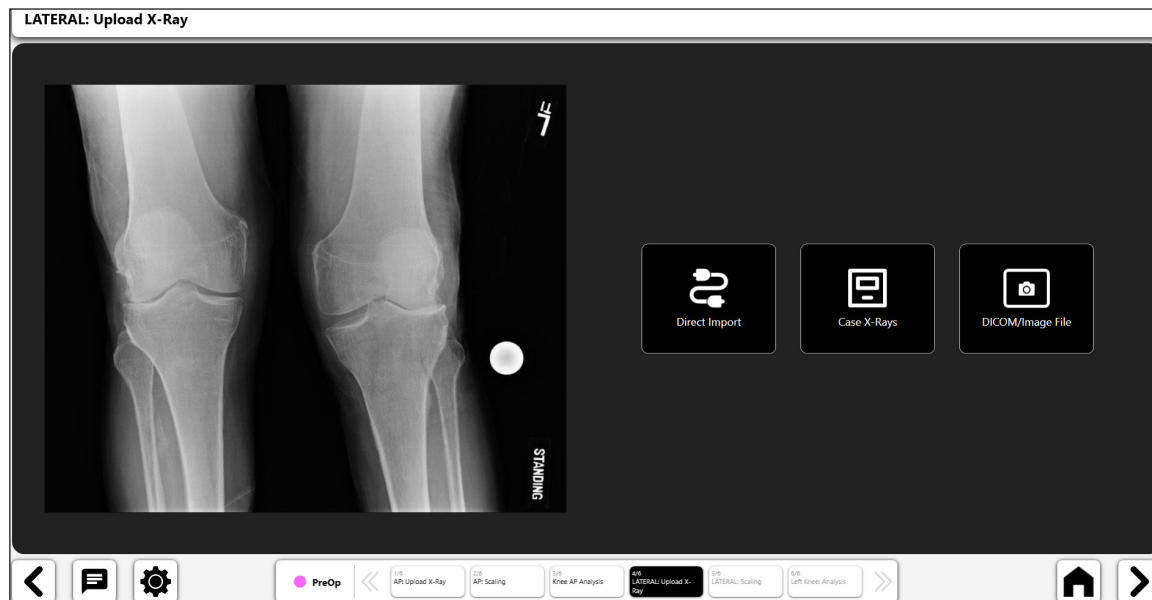 LATERAL: Upload X-Ray
L
STANDING
Direct Import
Case X-Rays
DICOM/Image File
PreOp
1/6
AP: Upload X-Ray
2/6
AP: Scaling
3/6
Knee AP Analysis
4/6
LATERAL: Upload X-
Ray
5/6
LATERAL: Scaling
6/6
Left Knee: Analysis